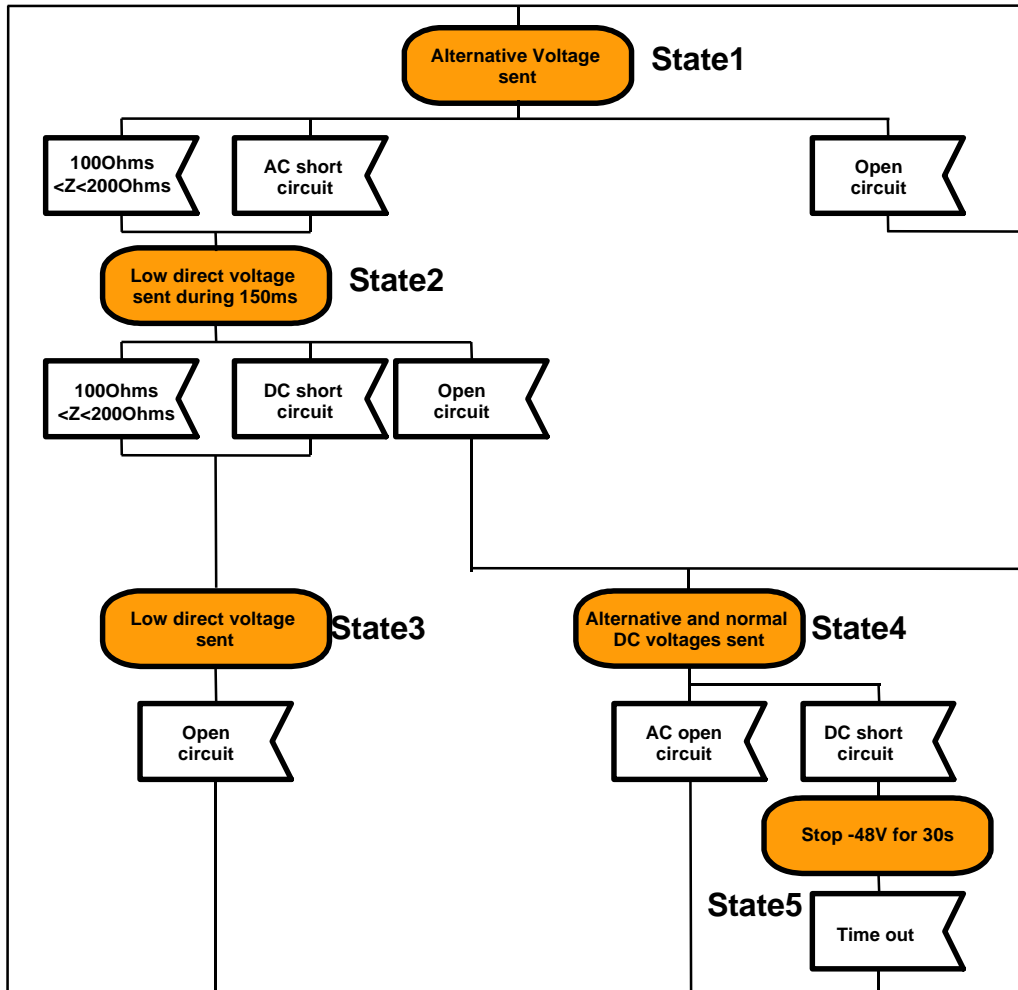 Alternative Voltage
sent
State1
100Ohms
<Z<200Ohms
AC short
circuit
Open
circuit
Low direct voltage
sent during 150ms
State2
100Ohms
<Z<200Ohms
DC short
circuit
Open
circuit
Low direct voltage
sent
State3
Alternative and normal
DC voltages sent
State4
Open
circuit
AC open
circuit
DC short
circuit
Stop -48V for 30s
State5
Time out